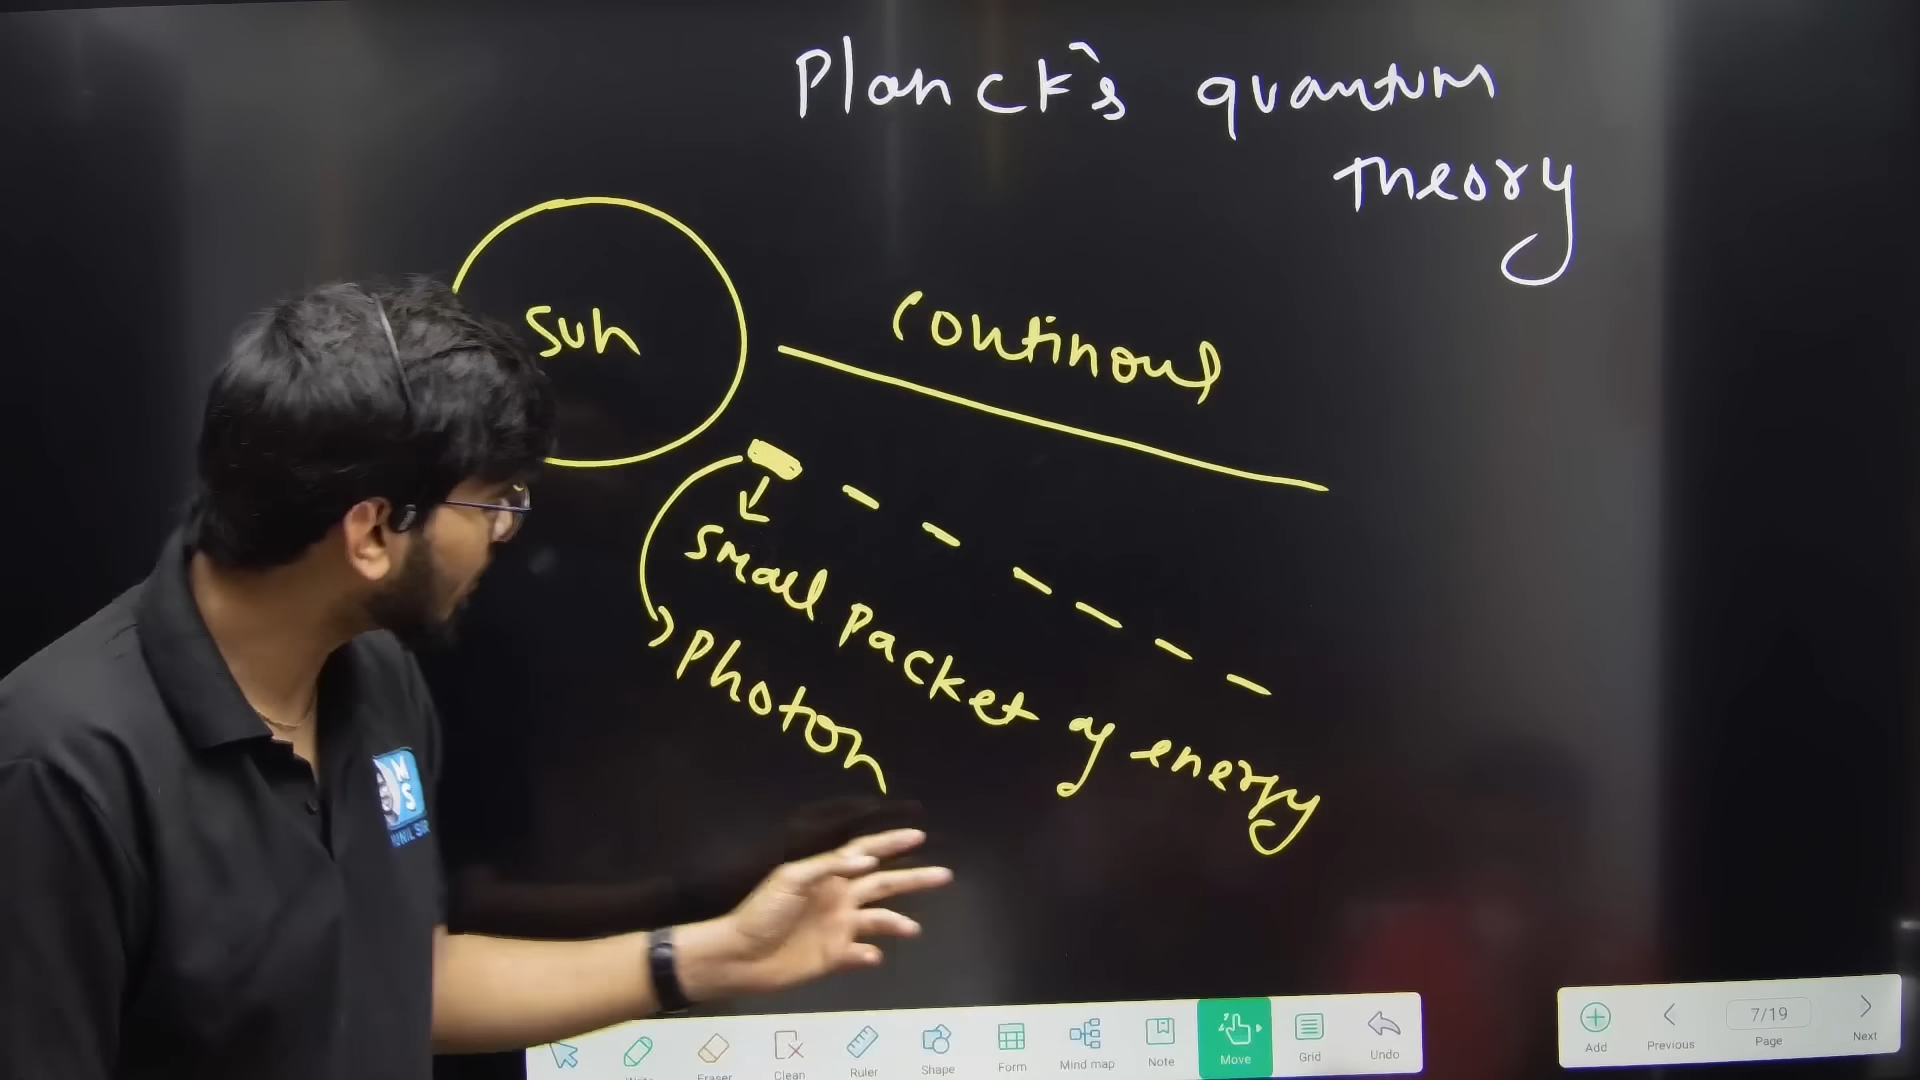 Planck's quantum
theory
Sun
Continous
Small packet of energy
Photon
M
S
Eraser
Clean
Ruler
Shape
Form
Mind map
Note
Move
Grid
Undo
Add
Previous
7/19
Page
Next